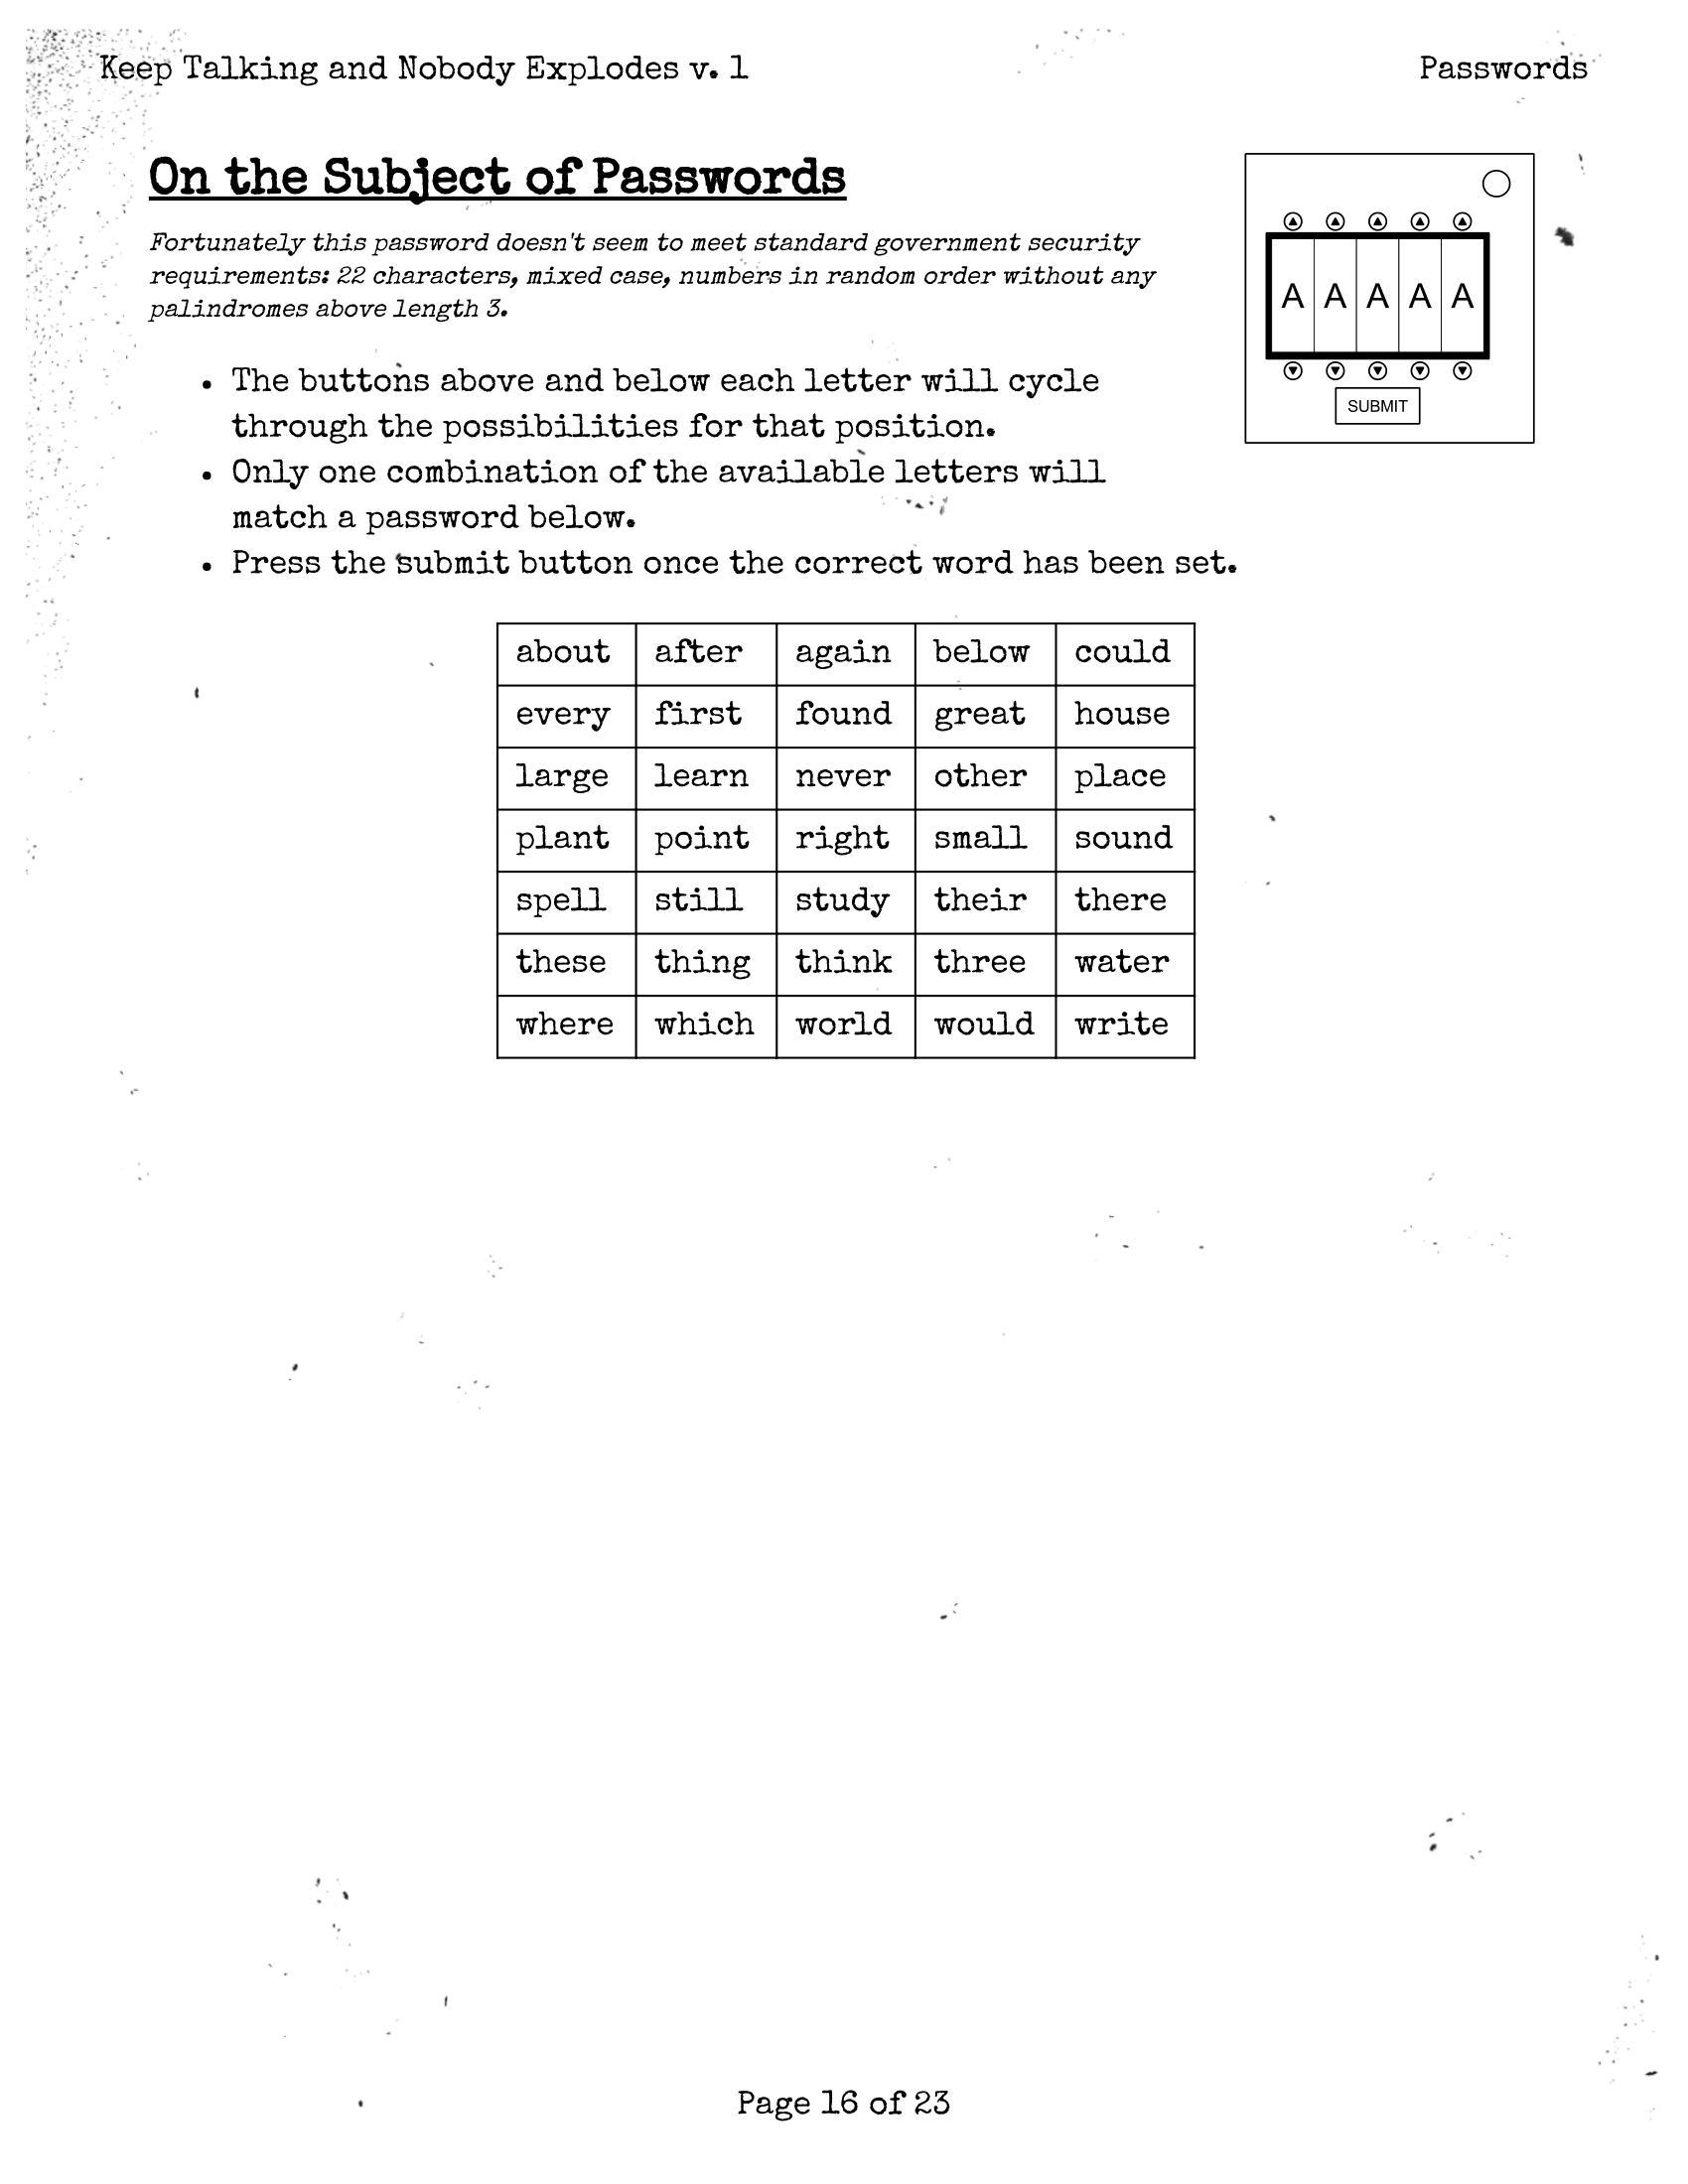 Keep Talking and Nobody Explodes v. 1
Passwords
On the Subject of Passwords
Fortunately this password doesn't seem to meet standard government security
requirements: 22 characters, mixed case, numbers in random order without any
palindromes above length 3.
A A A A A
SUBMIT
• The buttons above and below each letter will cycle
through the possibilities for that position.
• Only one combination of the available letters will
match a password below.
• Press the submit button once the correct word has been set.
about after again below could
every first found great house
large learn never other place
plant point right small sound
spell still study their there
these thing think three water
where which world would write
Page 16 of 23